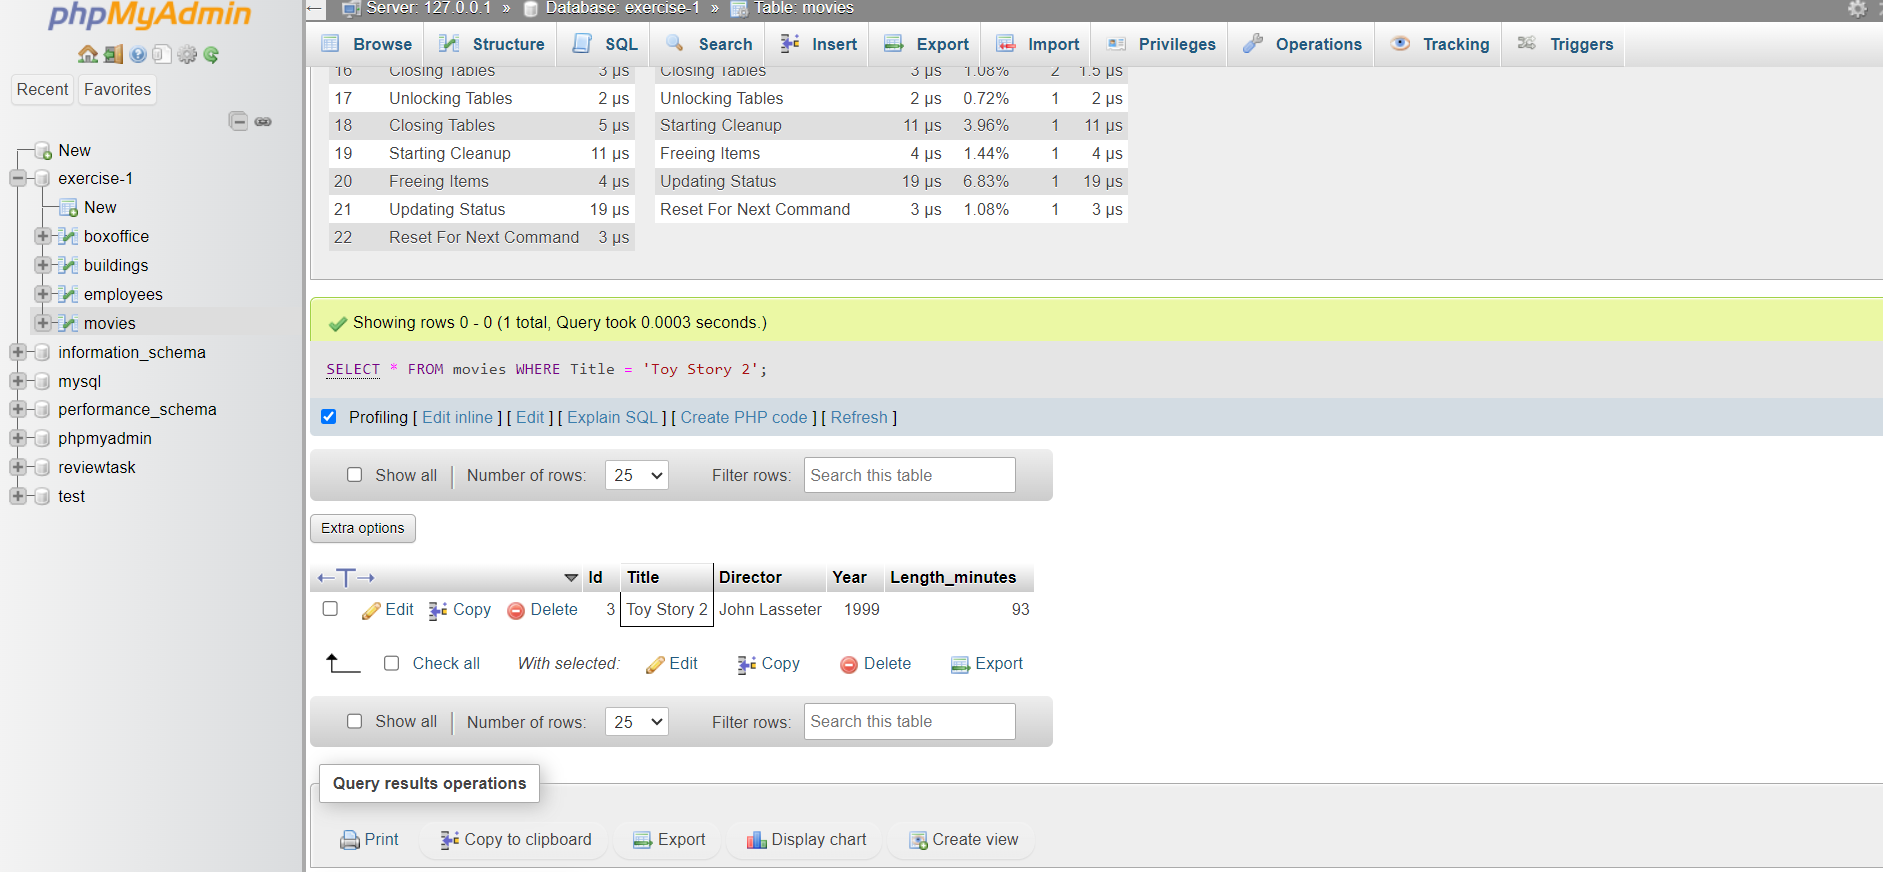 phpMyAdmin
Recent Favorites
New
exercise-1
New
boxoffice
buildings
employees
movies
information_schema
mysql
performance_schema
phpmyadmin
reviewtask
test
Server: 127.0.0.1 » Database: exercise-1 » Table: movies
Browse Structure SQL Search Insert Export Import Privileges Operations Tracking Triggers
16 Closing Tables 3 µs Closing Tables 3 µs 1.08% 2 1.5 µs
17 Unlocking Tables 2 µs Unlocking Tables 2 µs 0.72% 1 2 µs
18 Closing Tables 5 µs Starting Cleanup 11 µs 3.96% 1 11 µs
19 Starting Cleanup 11 µs Freeing Items 4 µs 1.44% 1 4 µs
20 Freeing Items 4 µs Updating Status 19 µs 6.83% 1 19 µs
21 Updating Status 19 µs Reset For Next Command 3 µs 1.08% 1 3 µs
22 Reset For Next Command 3 µs
Showing rows 0 - 0 (1 total, Query took 0.0003 seconds.)
SELECT * FROM movies WHERE Title = 'Toy Story 2';
Profiling [ Edit inline ] [ Edit ] [ Explain SQL ] [ Create PHP code ] [ Refresh ]
Show all Number of rows: 25 Filter rows: Search this table
Extra options
←T→ Id Title Director Year Length_minutes
Edit Copy Delete 3 Toy Story 2 John Lasseter 1999 93
Check all With selected: Edit Copy Delete Export
Show all Number of rows: 25 Filter rows: Search this table
Query results operations
Print Copy to clipboard Export Display chart Create view